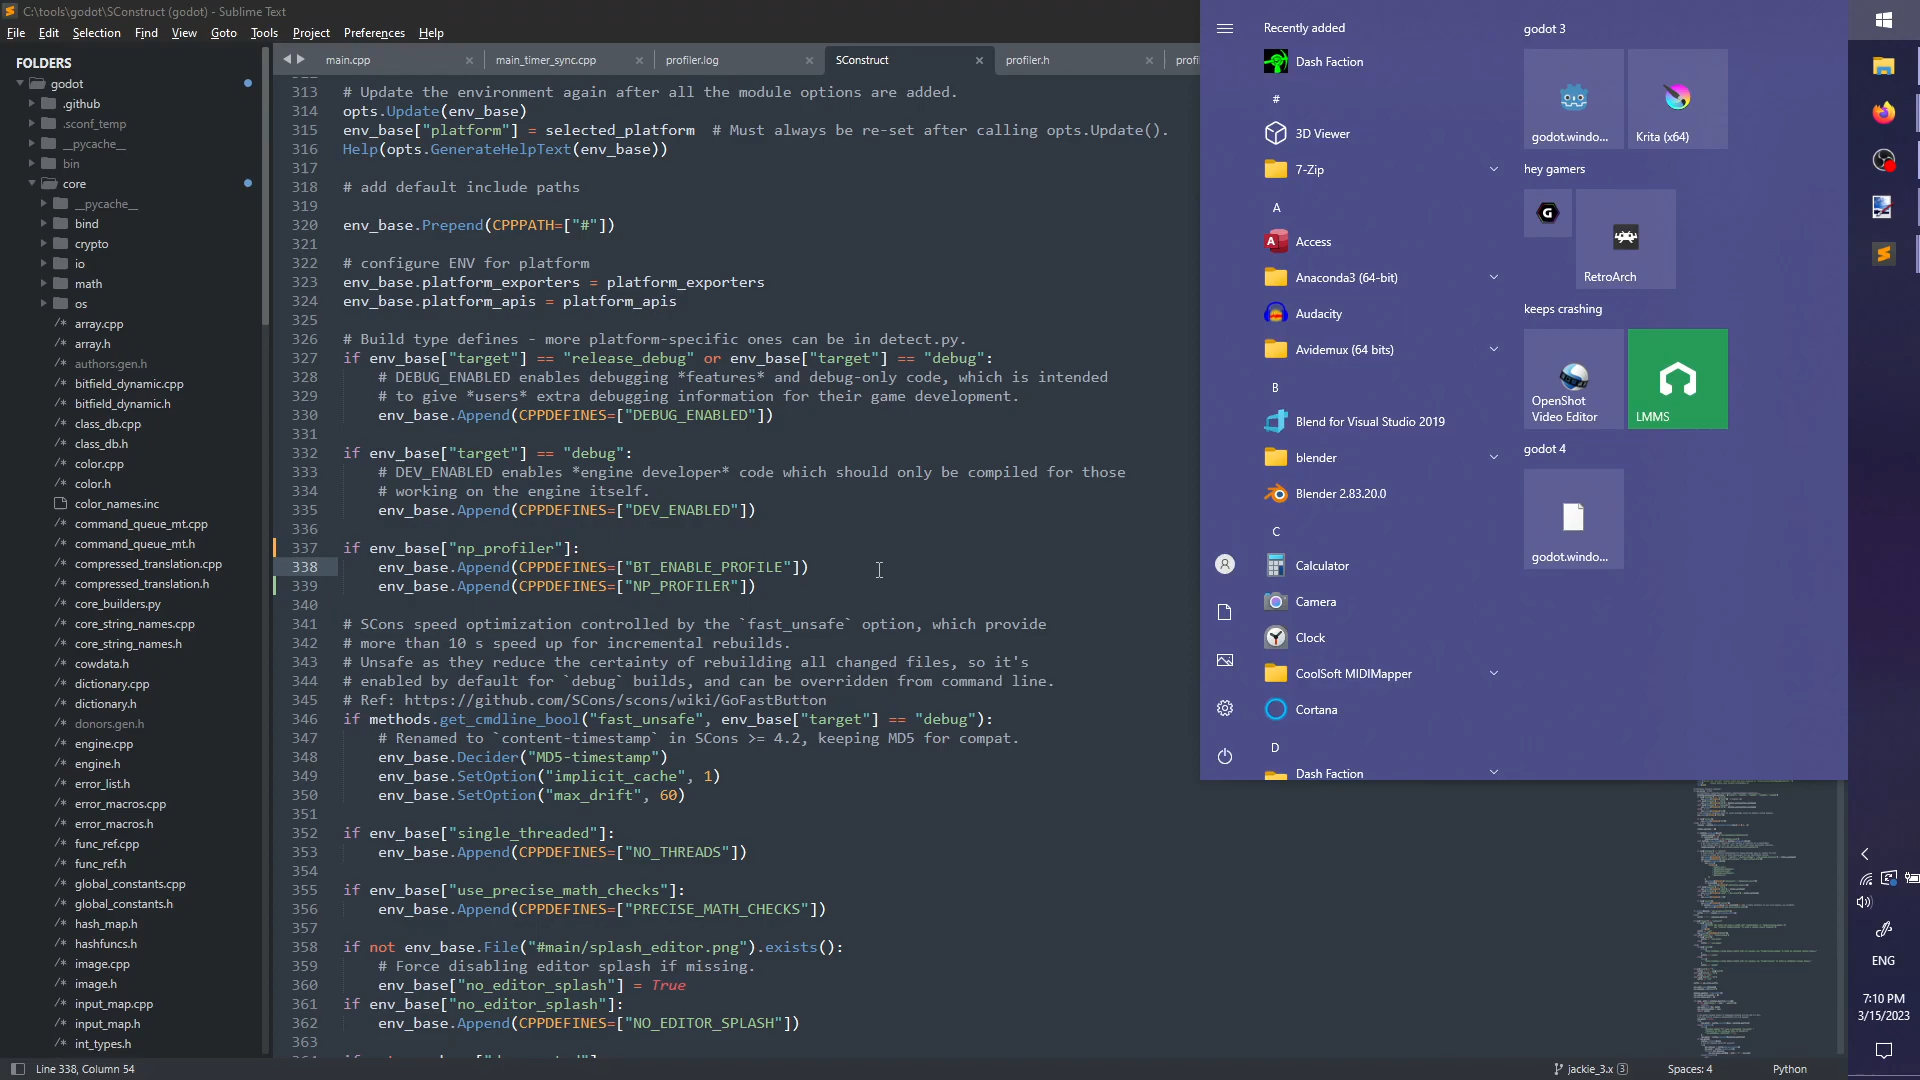 C:\tools\godot\SConstruct (godot) - Sublime Text
File Edit Selection Find View Goto Tools Project Preferences Help
FOLDERS
godot
.github
.sconf_temp
__pycache__
bin
core
__pycache__
bind
crypto
io
math
os
/* array.cpp
/* array.h
/* authors.gen.h
/* bitfield_dynamic.cpp
/* bitfield_dynamic.h
/* class_db.cpp
/* class_db.h
/* color.cpp
/* color.h
color_names.inc
/* command_queue_mt.cpp
/* command_queue_mt.h
/* compressed_translation.cpp
/* compressed_translation.h
/* core_builders.py
/* core_string_names.cpp
/* core_string_names.h
/* cowdata.h
/* dictionary.cpp
/* dictionary.h
/* donors.gen.h
/* engine.cpp
/* engine.h
/* error_list.h
/* error_macros.cpp
/* error_macros.h
/* func_ref.cpp
/* func_ref.h
/* global_constants.cpp
/* global_constants.h
/* hash_map.h
/* hashfuncs.h
/* image.cpp
/* image.h
/* input_map.cpp
/* input_map.h
/* int_types.h
main.cpp main_timer_sync.cpp profiler.log SConstruct profiler.h profil
313 # Update the environment again after all the module options are added.
314 opts.Update(env_base)
315 env_base["platform"] = selected_platform  # Must always be re-set after calling opts.Update().
316 Help(opts.GenerateHelpText(env_base))
317
318 # add default include paths
319
320 env_base.Prepend(CPPPATH=["#"])
321
322 # configure ENV for platform
323 env_base.platform_exporters = platform_exporters
324 env_base.platform_apis = platform_apis
325
326 # Build type defines - more platform-specific ones can be in detect.py.
327 if env_base["target"] == "release_debug" or env_base["target"] == "debug":
328     # DEBUG_ENABLED enables debugging *features* and debug-only code, which is intended
329     # to give *users* extra debugging information for their game development.
330     env_base.Append(CPPDEFINES=["DEBUG_ENABLED"])
331
332 if env_base["target"] == "debug":
333     # DEV_ENABLED enables *engine developer* code which should only be compiled for those
334     # working on the engine itself.
335     env_base.Append(CPPDEFINES=["DEV_ENABLED"])
336
337 if env_base["np_profiler"]:
338     env_base.Append(CPPDEFINES=["BT_ENABLE_PROFILE"])
339     env_base.Append(CPPDEFINES=["NP_PROFILER"])
340
341 # SCons speed optimization controlled by the `fast_unsafe` option, which provide
342 # more than 10 s speed up for incremental rebuilds.
343 # Unsafe as they reduce the certainty of rebuilding all changed files, so it's
344 # enabled by default for `debug` builds, and can be overridden from command line.
345 # Ref: https://github.com/SCons/scons/wiki/GoFastButton
346 if methods.get_cmdline_bool("fast_unsafe", env_base["target"] == "debug"):
347     # Renamed to `content-timestamp` in SCons >= 4.2, keeping MD5 for compat.
348     env_base.Decider("MD5-timestamp")
349     env_base.SetOption("implicit_cache", 1)
350     env_base.SetOption("max_drift", 60)
351
352 if env_base["single_threaded"]:
353     env_base.Append(CPPDEFINES=["NO_THREADS"])
354
355 if env_base["use_precise_math_checks"]:
356     env_base.Append(CPPDEFINES=["PRECISE_MATH_CHECKS"])
357
358 if not env_base.File("#main/splash_editor.png").exists():
359     # Force disabling editor splash if missing.
360     env_base["no_editor_splash"] = True
361 if env_base["no_editor_splash"]:
362     env_base.Append(CPPDEFINES=["NO_EDITOR_SPLASH"])
363
Recently added
Dash Faction
#
3D Viewer
7-Zip
A
Access
Anaconda3 (64-bit)
Audacity
Avidemux (64 bits)
B
Blend for Visual Studio 2019
blender
Blender 2.83.20.0
C
Calculator
Camera
Clock
CoolSoft MIDIMapper
Cortana
D
Dash Faction
godot 3
godot.windo... Krita (x64)
hey gamers
G
RetroArch
keeps crashing
OpenShot
Video Editor
LMMS
godot 4
godot.windo...
ENG
7:10 PM
3/15/2023
Line 338, Column 54
jackie_3.x 3
Spaces: 4
Python